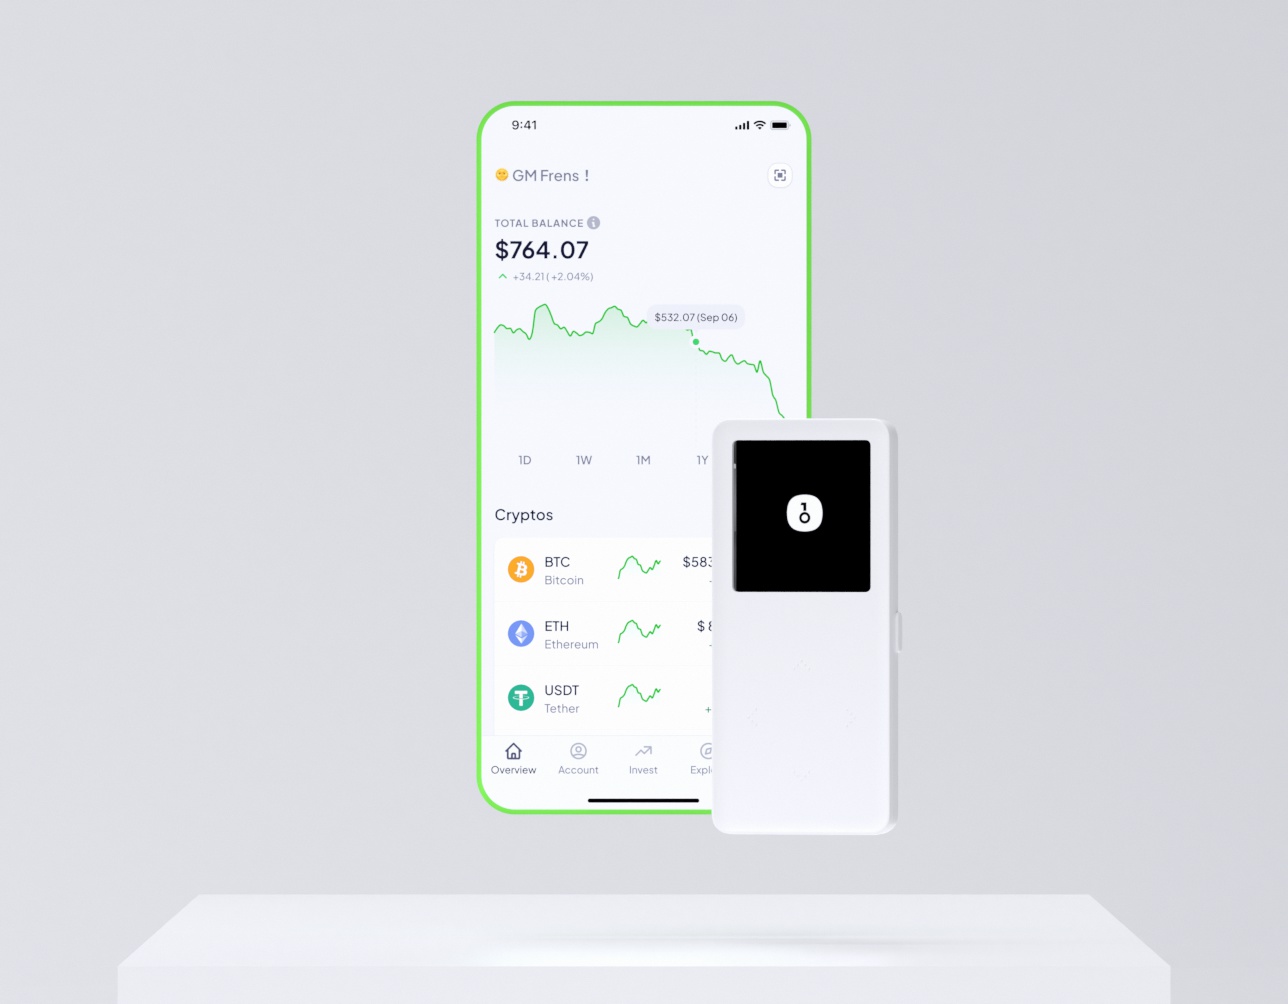 9:41
GM Frens !
TOTAL BALANCE
$764.07
+34.21 ( +2.04%)
$532.07 (Sep 06)
1D 1W 1M 1Y
Cryptos
BTC
$583
Bitcoin
ETH
$ 8
Ethereum
USDT
Tether
+
Overview Account Invest Expl